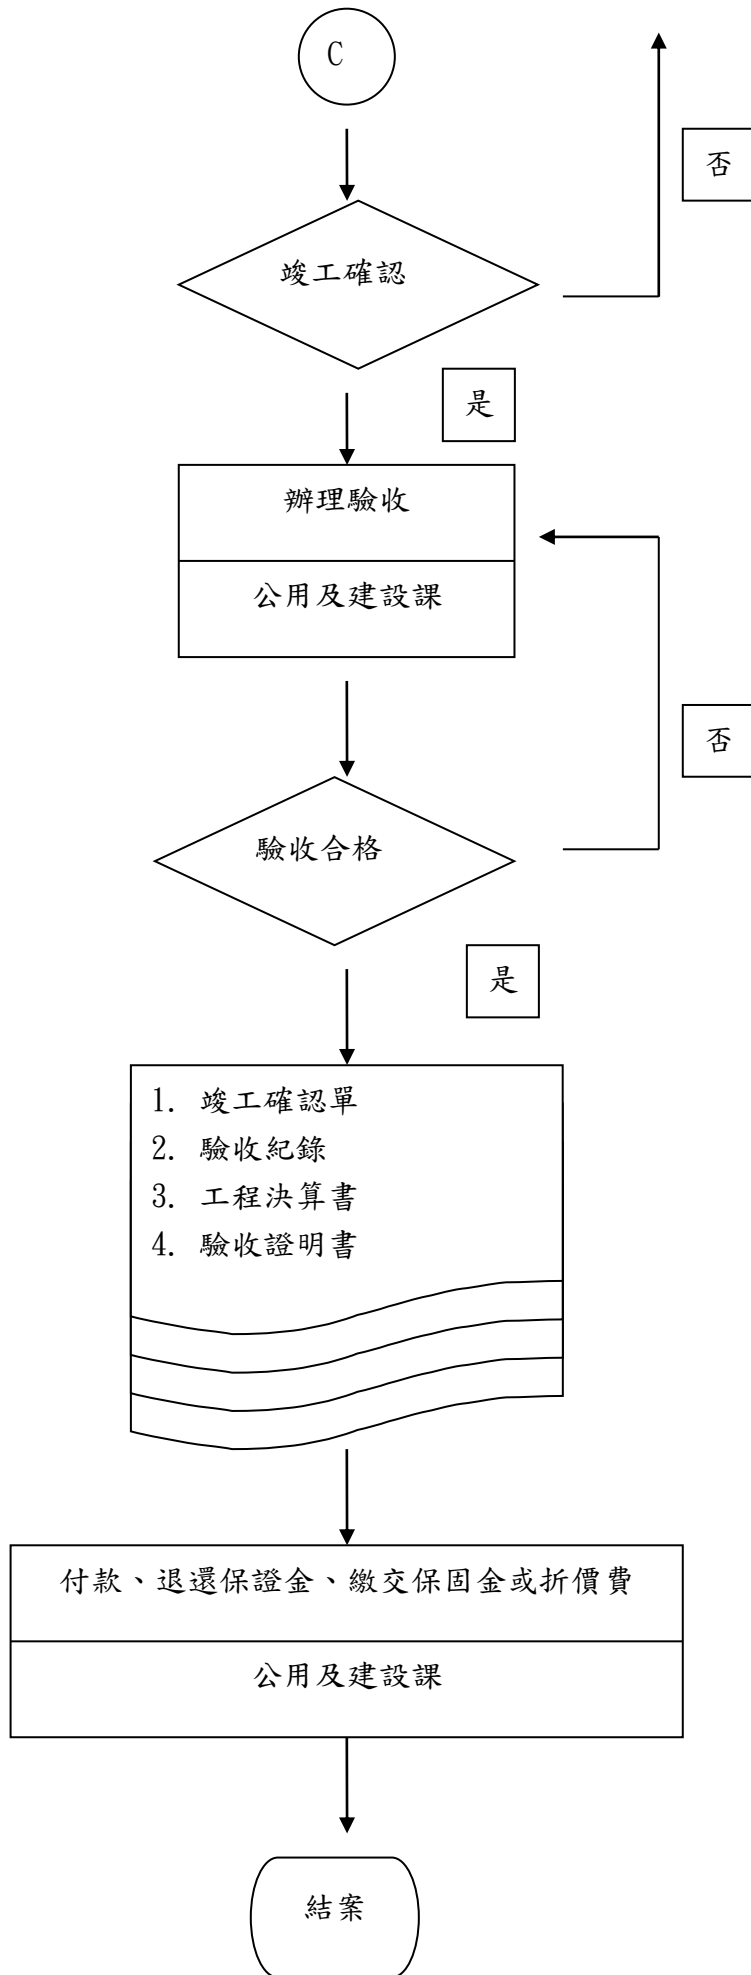 C
否
竣工確認
是
辦理驗收
公用及建設課
否
驗收合格
是
1. 竣工確認單
2. 驗收紀錄
3. 工程決算書
4. 驗收證明書
付款、退還保證金、繳交保固金或折價費
公用及建設課
結案